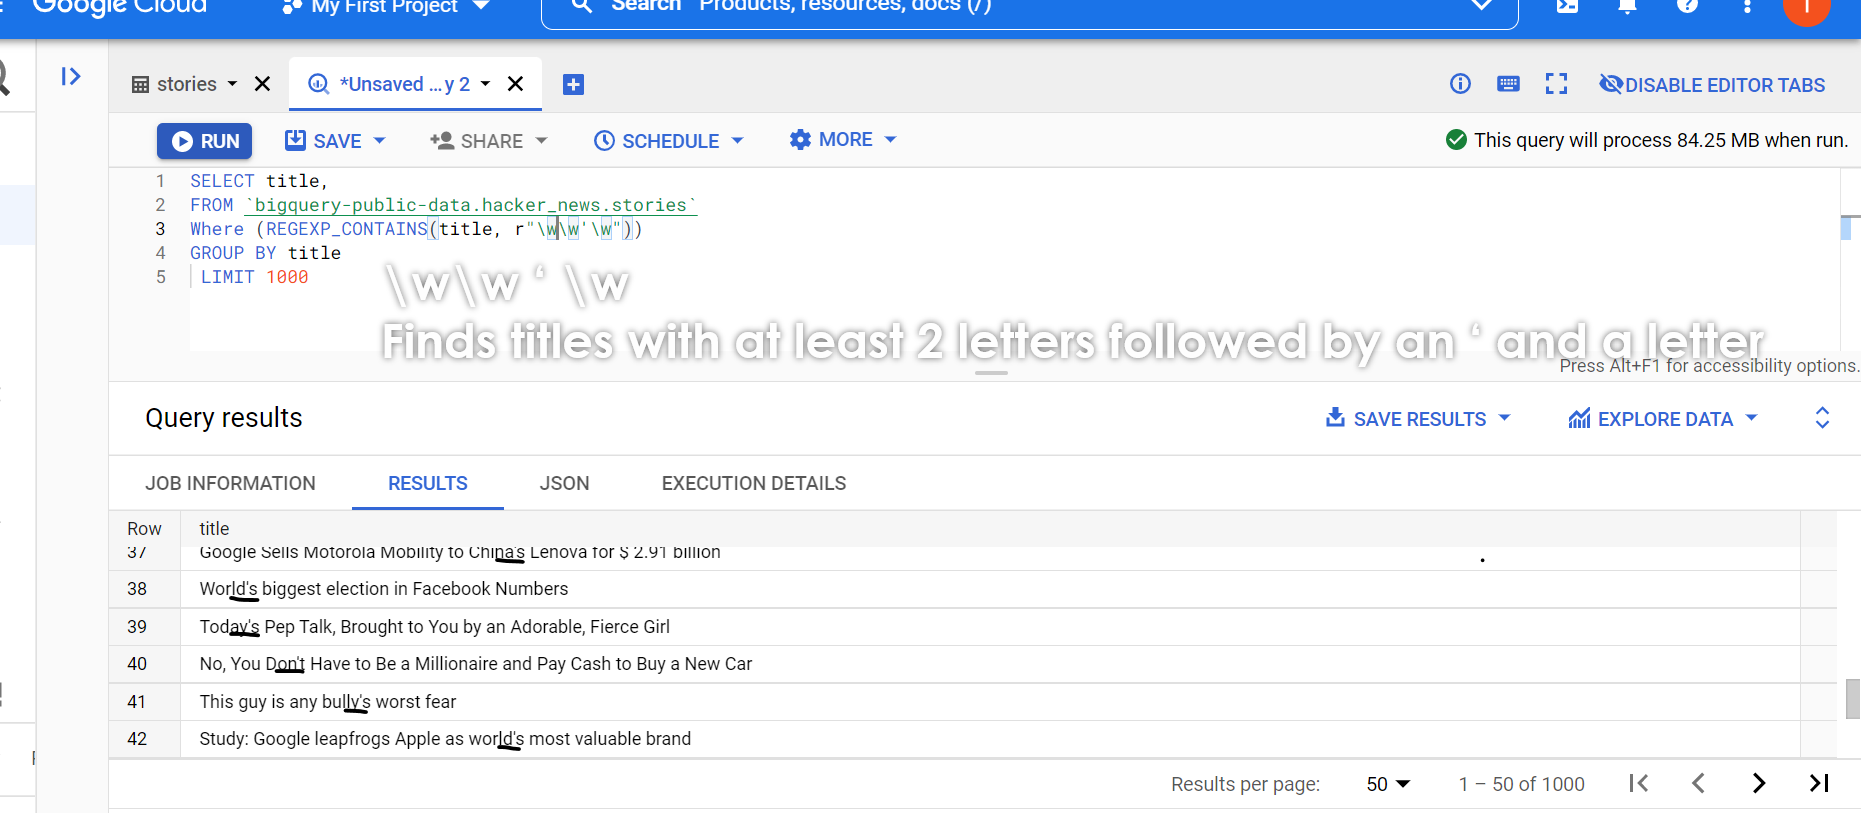 Google Cloud
My First Project
Search Products, resources, docs (/)
stories
*Unsaved ...y 2
DISABLE EDITOR TABS
RUN
SAVE
SHARE
SCHEDULE
MORE
This query will process 84.25 MB when run.
1 SELECT title,
2 FROM `bigquery-public-data.hacker_news.stories`
3 Where (REGEXP_CONTAINS(title, r"\w\w'\w"))
4 GROUP BY title
5 LIMIT 1000
\w\w ‘ \w
Finds titles with at least 2 letters followed by an ‘ and a letter
Press Alt+F1 for accessibility options.
Query results
SAVE RESULTS
EXPLORE DATA
JOB INFORMATION
RESULTS
JSON
EXECUTION DETAILS
Row title
37 Google Sells Motorola Mobility to China's Lenova for $ 2.91 billion
38 World's biggest election in Facebook Numbers
39 Today's Pep Talk, Brought to You by an Adorable, Fierce Girl
40 No, You Don't Have to Be a Millionaire and Pay Cash to Buy a New Car
41 This guy is any bully's worst fear
42 Study: Google leapfrogs Apple as world's most valuable brand
Results per page: 50 1 – 50 of 1000